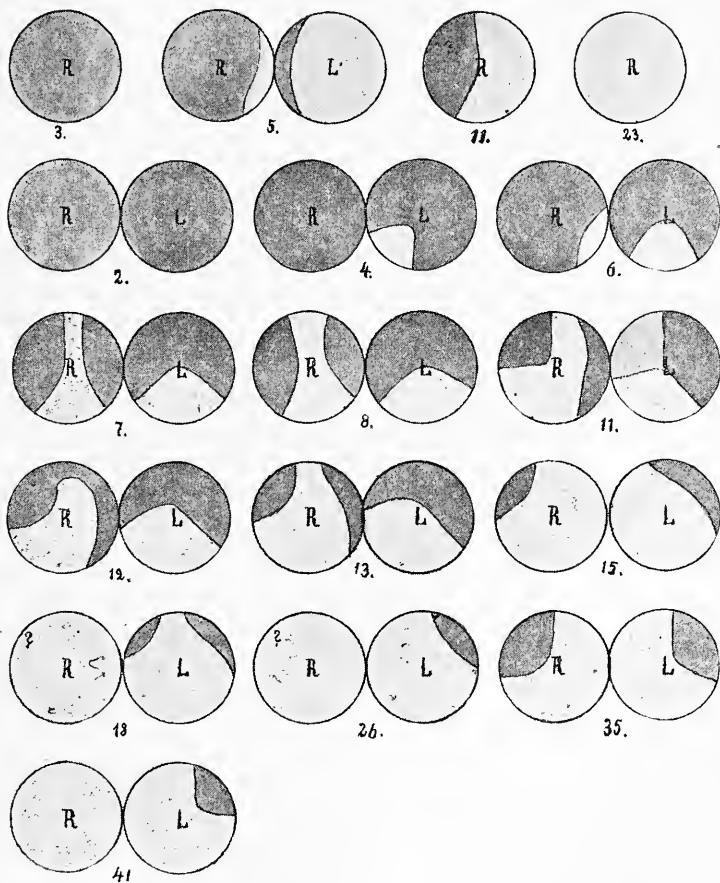 R R L R R
3. 5. 11. 23.
R L R L R L
2. 4. 6.
R L R L R L
7. 8. 11.
R L R L R L
12. 13. 15.
? R L ? R L R L
18 26. 35.
R L
41